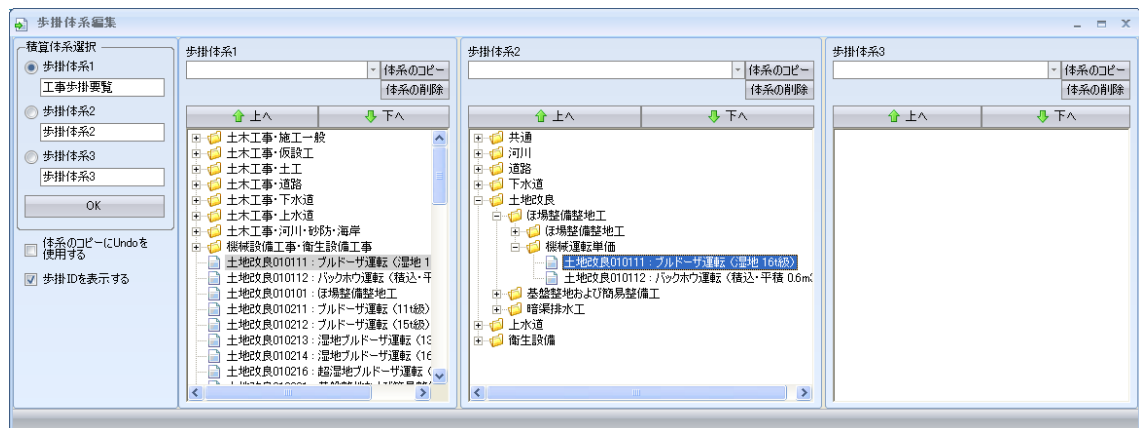 歩掛体系編集
積算体系選択
歩掛体系1
工事歩掛要覧
歩掛体系2
歩掛体系2
歩掛体系3
歩掛体系3
OK
体系のコピーにUndoを
使用する
歩掛IDを表示する
歩掛体系1
体系のコピー
体系の削除
上へ
下へ
土木工事・施工一般
土木工事・仮設工
土木工事・土工
土木工事・道路
土木工事・下水道
土木工事・上水道
土木工事・河川・砂防・海岸
機械設備工事・衛生設備工事
土地改良010111：ブルドーザ運転（湿地 1
土地改良010112：バックホウ運転（積込・平
土地改良010101：ほ場整備整地工
土地改良010211：ブルドーザ運転（11t級）
土地改良010212：ブルドーザ運転（15t級）
土地改良010213：湿地ブルドーザ運転（13
土地改良010214：湿地ブルドーザ運転（16
土地改良010216：超湿地ブルドーザ運転（
歩掛体系2
体系のコピー
体系の削除
上へ
下へ
共通
河川
道路
下水道
土地改良
ほ場整備整地工
ほ場整備整地工
機械運転単価
土地改良010111：ブルドーザ運転（湿地 16t級）
土地改良010112：バックホウ運転（積込・平積 0.6m
基盤整地および簡易整備工
暗渠排水工
上水道
衛生設備
歩掛体系3
体系のコピー
体系の削除
上へ
下へ